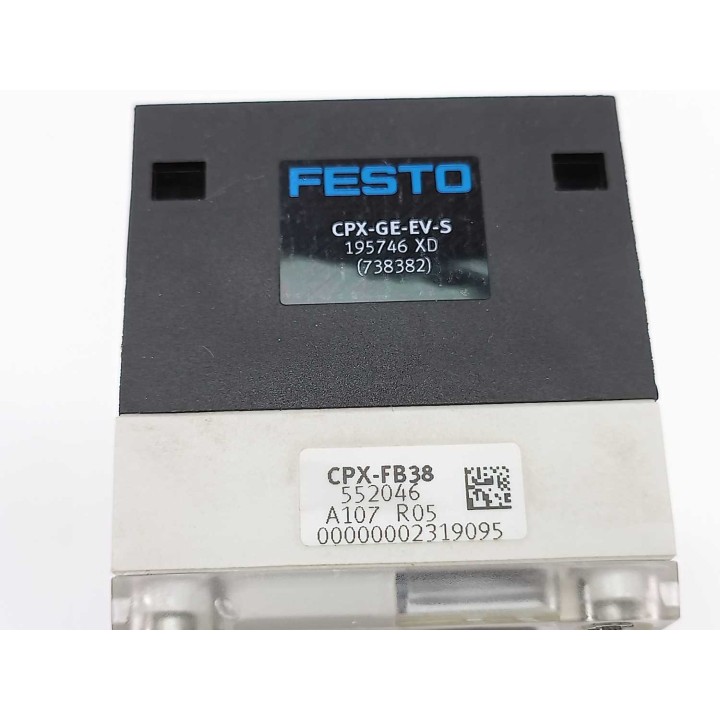 FESTO
CPX-GE-EV-S
195746 XD
(738382)
CPX-FB38
552046
A107 R05
00000002319095